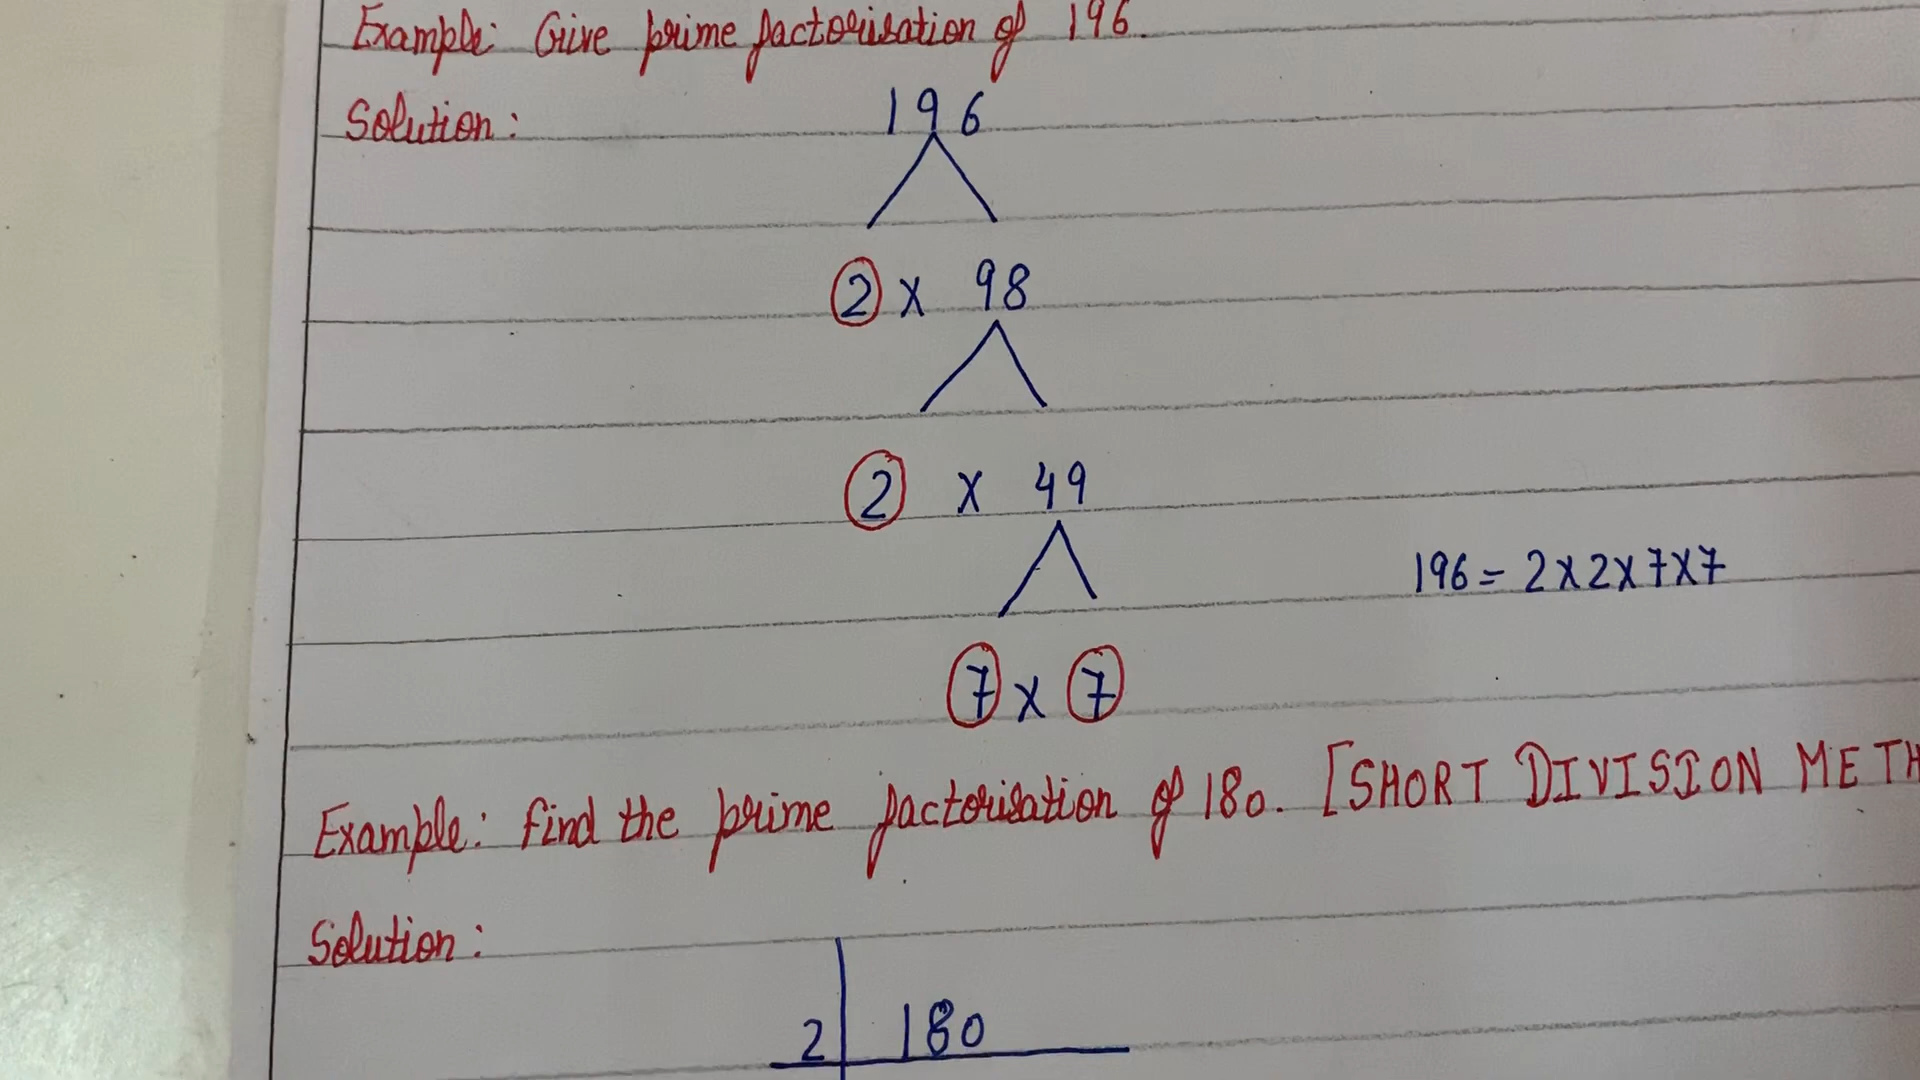 Example: Give prime factorisation of 196.
Solution: 196
2 x 98
2 x 49
196 = 2x2x7x7
7 x 7
Example: find the prime factorisation of 180. [SHORT DIVISION METH
Solution:
2 180